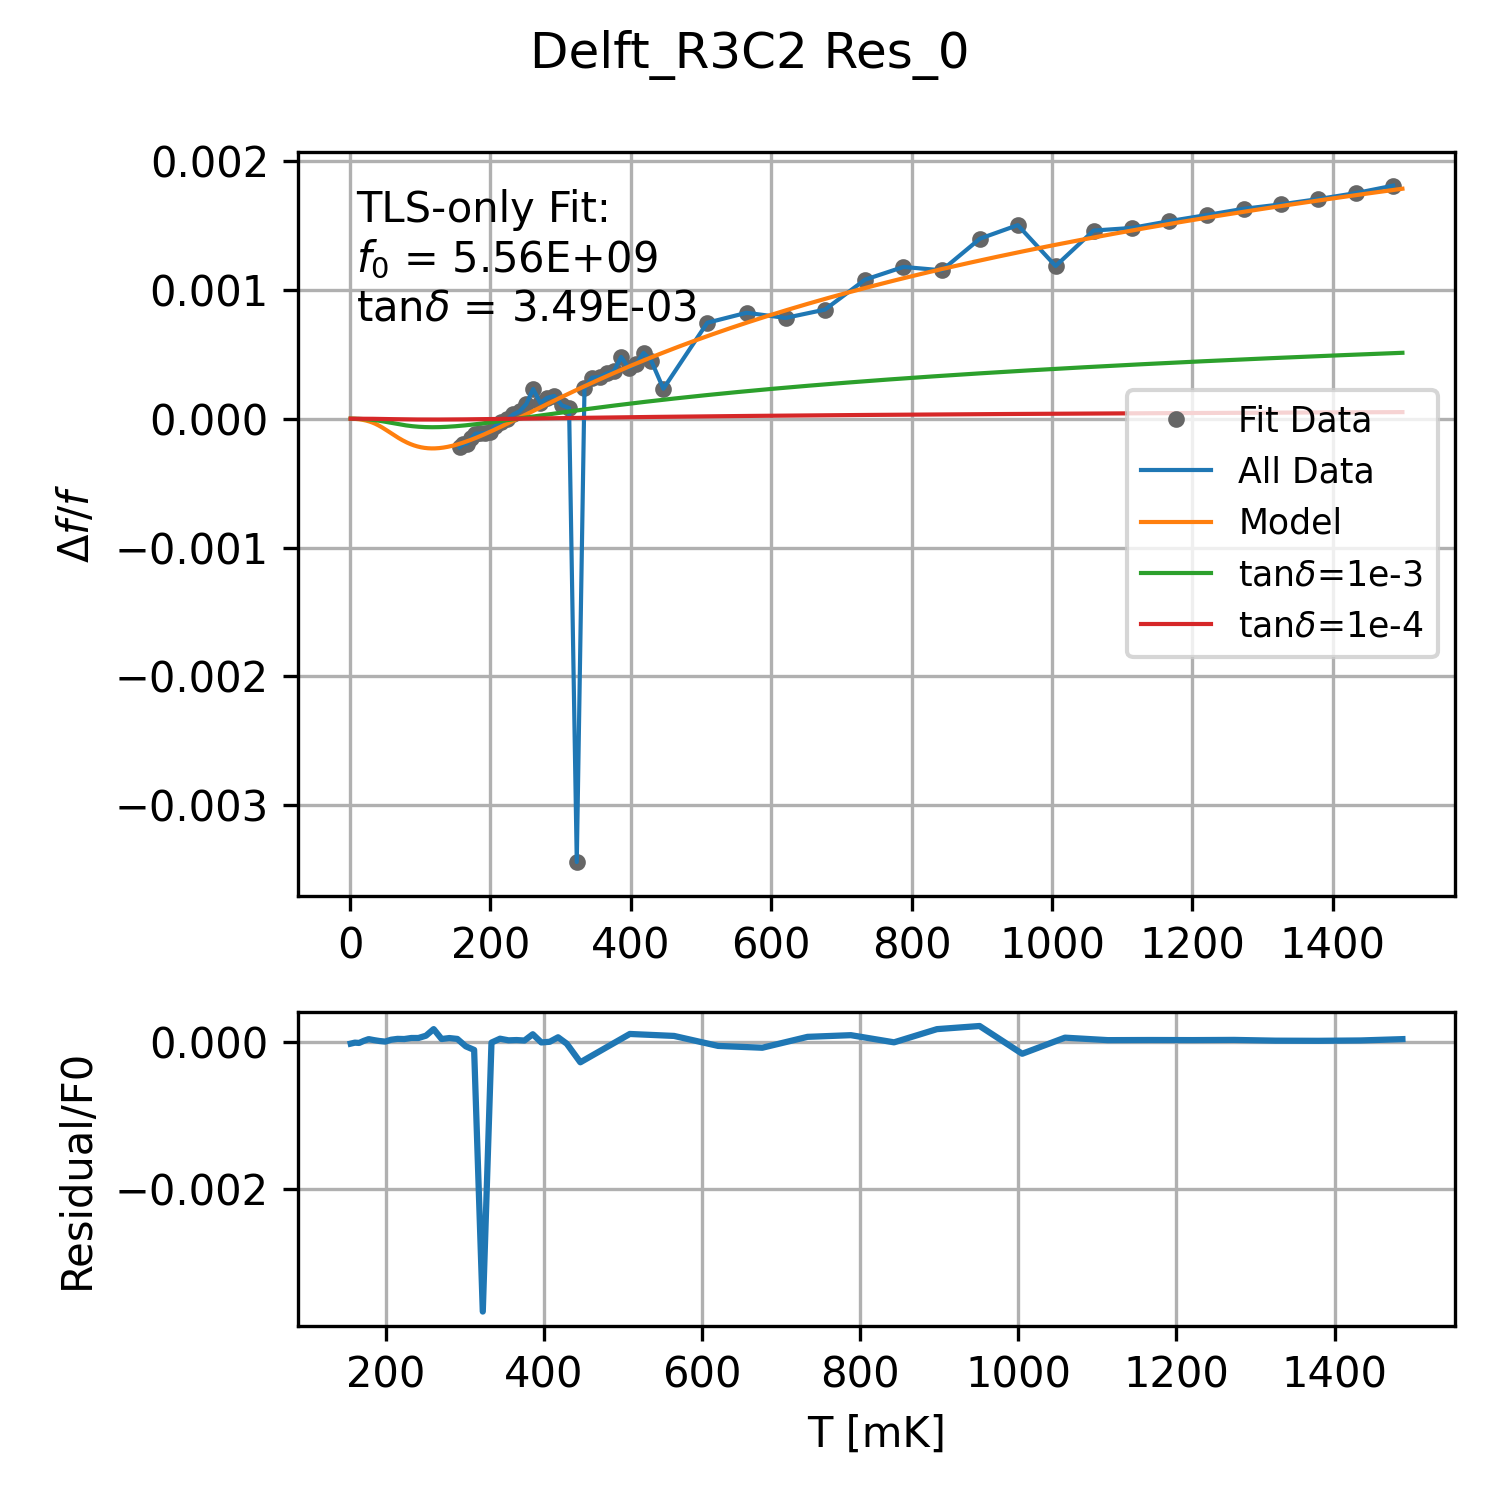 Delft_R3C2 Res_0
0.002
0.001
0.000
−0.001
−0.002
−0.003
Δf/f
TLS-only Fit:
f₀ = 5.56E+09
tanδ = 3.49E-03
Fit Data
All Data
Model
tanδ=1e-3
tanδ=1e-4
0 200 400 600 800 1000 1200 1400
0.000
−0.002
Residual/F0
200 400 600 800 1000 1200 1400
T [mK]